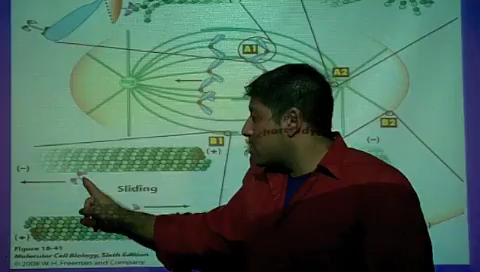 A1
A2
B2
B1
(+)
(-)
(-)
Sliding
(+)
Figure 18-41
Molecular Cell Biology, Sixth Edition
© 2008 W. H. Freeman and Company